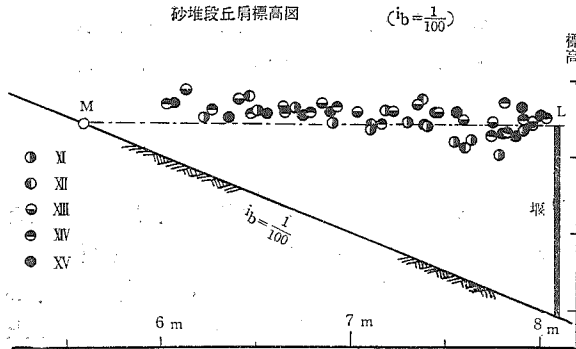 砂堆段丘肩標高図 (i_b = 1/100)
標高
M
L
XI
XII
XIII
XIV
XV
i_b = 1/100
堰
6 m 7 m 8 m